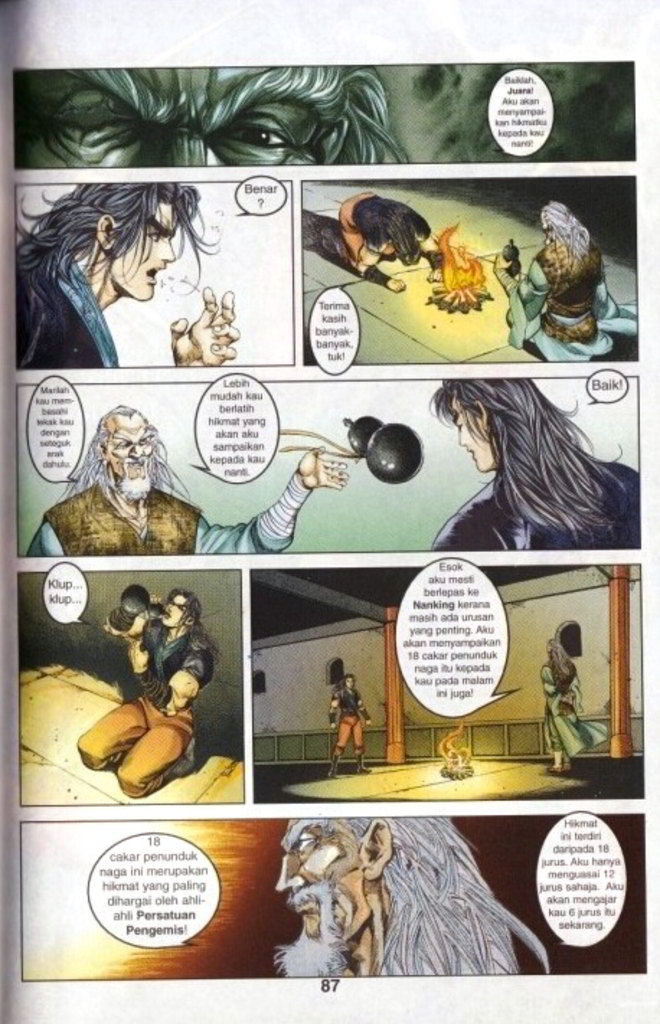 Baiklah,
Juara!
Aku akan
menyampai-
kan hikmatku
kepada kau
nanti!
Benar
?
Terima
kasih
banyak-
banyak,
tuk!
Marilah
kau mem-
basahi
tekak kau
dengan
seteguk
arak
dahulu.
Lebih
mudah kau
berlatih
hikmat yang
akan aku
sampaikan
kepada kau
nanti.
Baik!
Klup...
klup...
Esok
aku mesti
berlepas ke
Nanking kerana
masih ada urusan
yang penting. Aku
akan menyampaikan
18 cakar penunduk
naga itu kepada
kau pada malam
ini juga!
18
cakar penunduk
naga ini merupakan
hikmat yang paling
dihargai oleh ahli-
ahli Persatuan
Pengemis!
Hikmat
ini terdiri
daripada 18
jurus. Aku hanya
menguasai 12
jurus sahaja. Aku
akan mengajar
kau 6 jurus itu
sekarang.
87